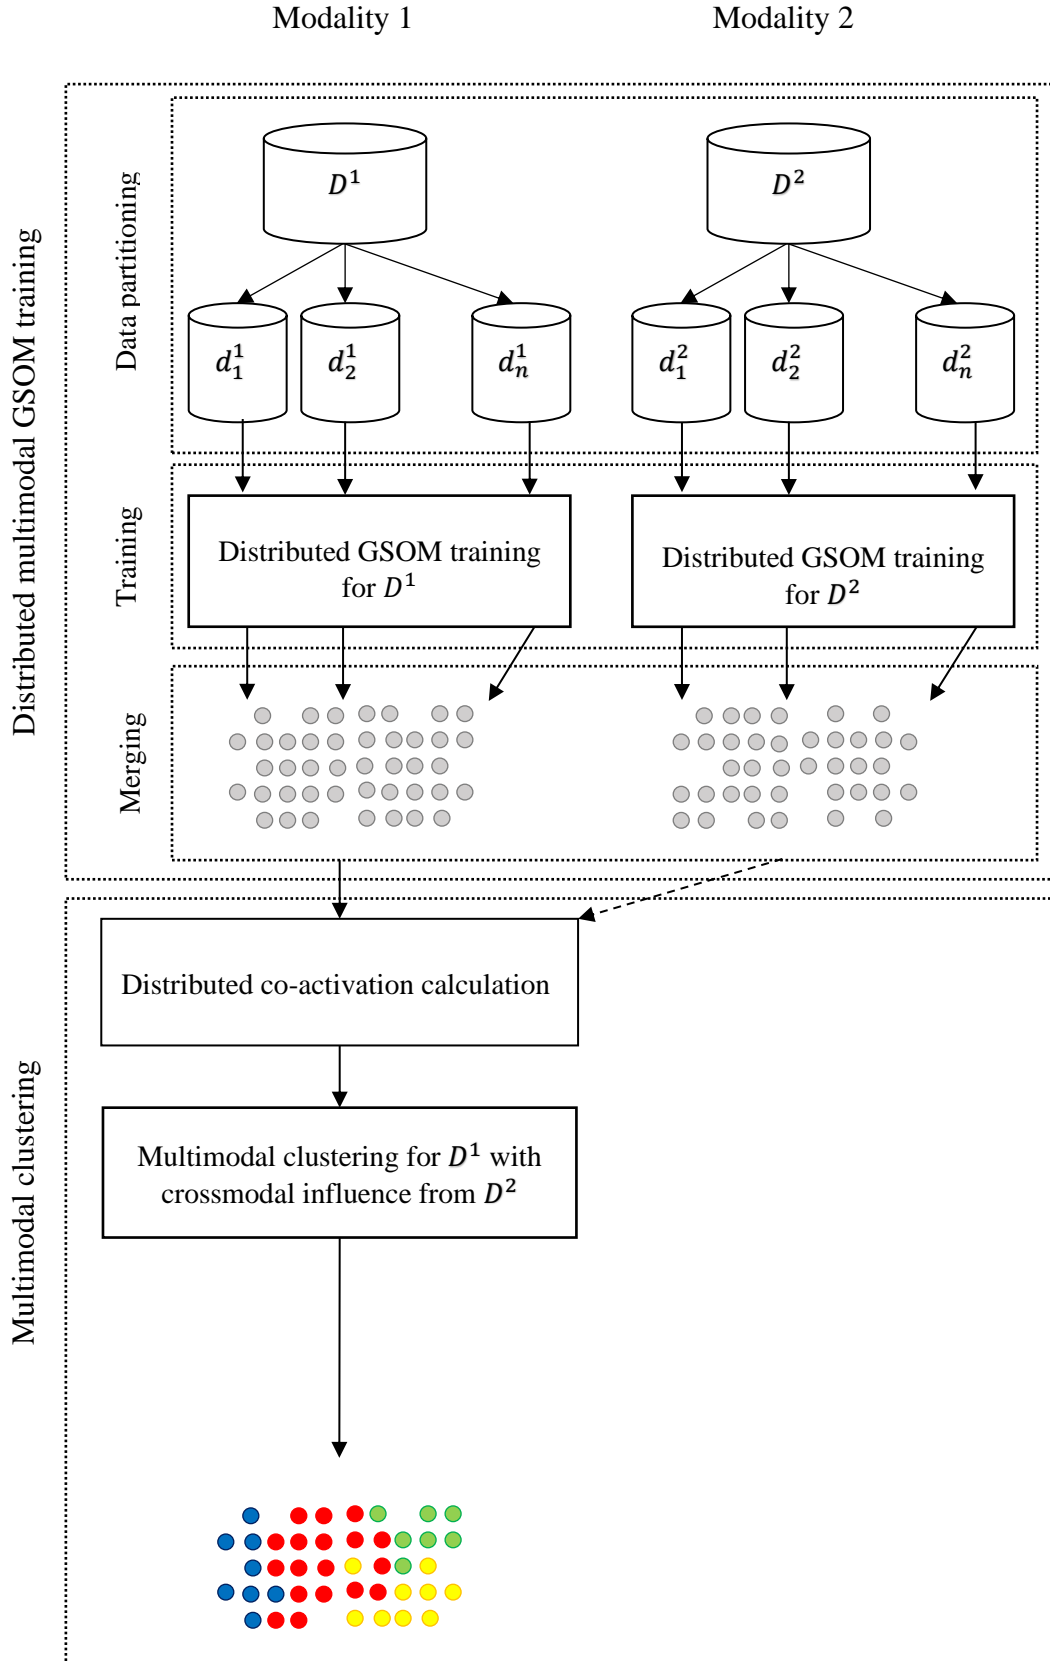 Modality 1
Modality 2
Distributed multimodal GSOM training
Data partitioning
D¹
D²
d₁¹
d₂¹
dₙ¹
d₁²
d₂²
dₙ²
Training
Distributed GSOM training
for D¹
Distributed GSOM training
for D²
Merging
Multimodal clustering
Distributed co-activation calculation
Multimodal clustering for D¹ with
crossmodal influence from D²